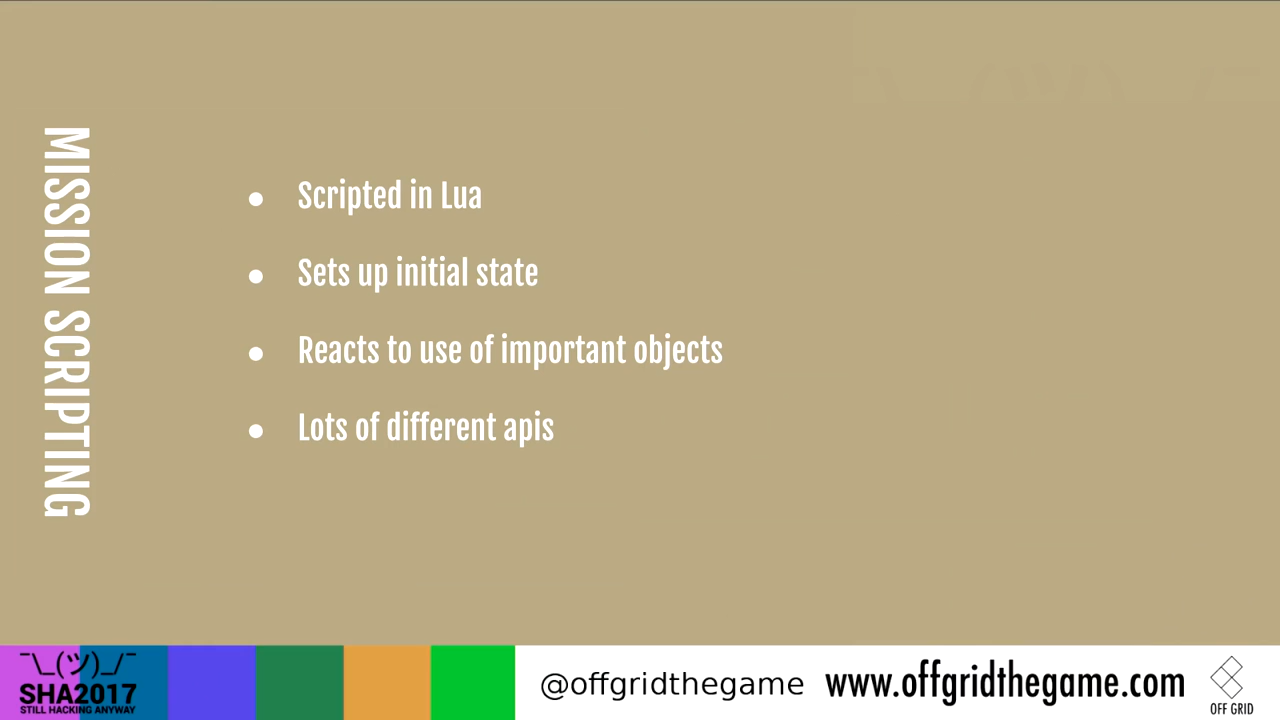 MISSION SCRIPTING
● Scripted in Lua
● Sets up initial state
● Reacts to use of important objects
● Lots of different apis
¯\_(ツ)_/¯
SHA2017
STILL HACKING ANYWAY
@offgridthegame
www.offgridthegame.com
OFF GRID